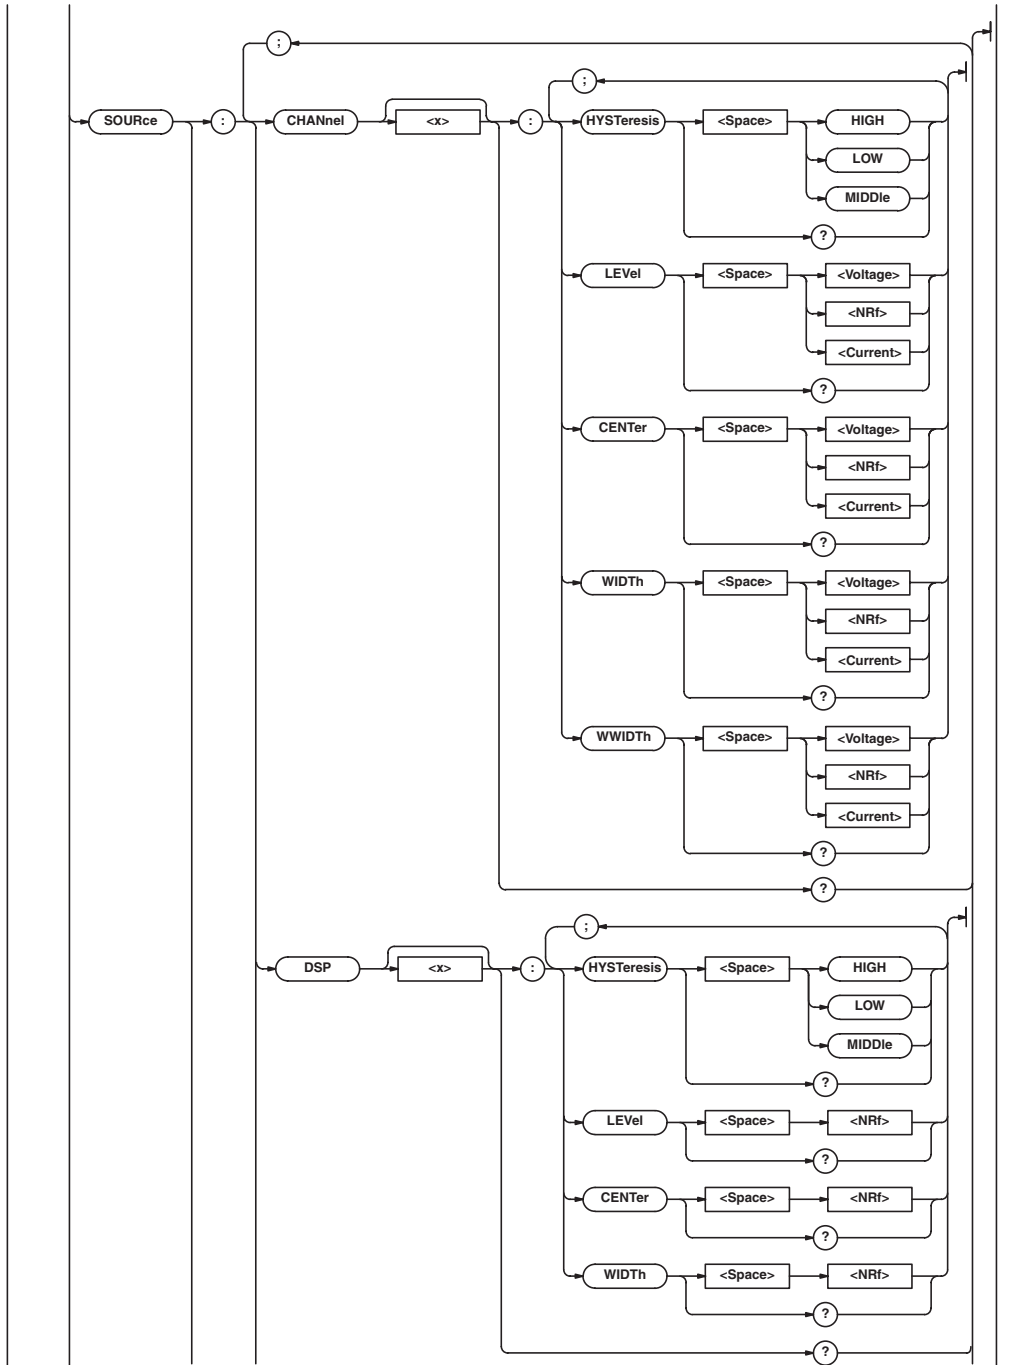 ;
;
SOURce : CHANnel <x> : HYSTeresis <Space> HIGH
LOW
MIDDle
?
LEVel <Space> <Voltage>
<NRf>
<Current>
?
CENTer <Space> <Voltage>
<NRf>
<Current>
?
WIDTh <Space> <Voltage>
<NRf>
<Current>
?
WWIDTh <Space> <Voltage>
<NRf>
<Current>
?
?
;
DSP <x> : HYSTeresis <Space> HIGH
LOW
MIDDle
?
LEVel <Space> <NRf>
?
CENTer <Space> <NRf>
?
WIDTh <Space> <NRf>
?
?